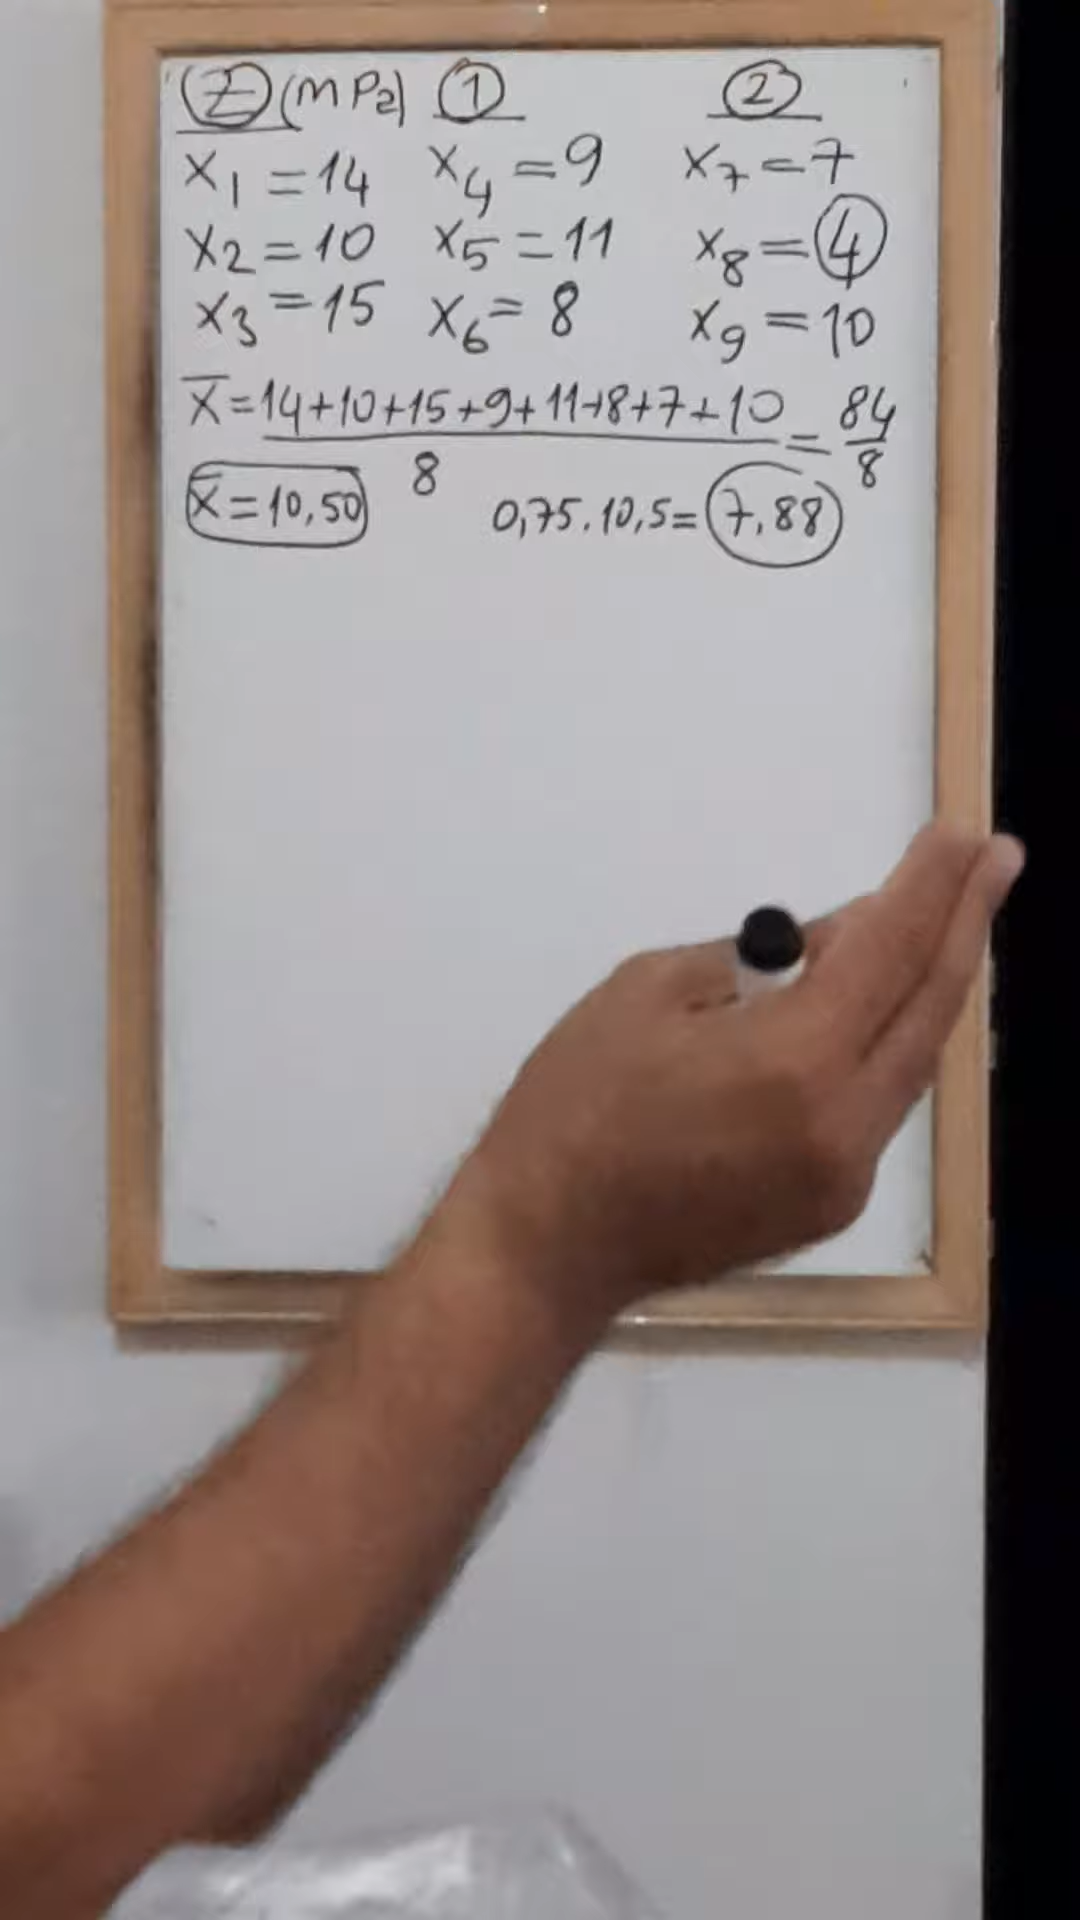 Z (MPa) 1 2
x1 = 14 x4 = 9 x7 = 7
x2 = 10 x5 = 11 x8 = 4
x3 = 15 x6 = 8 x9 = 10
x̄ = 14+10+15+9+11+8+7+10 / 8 = 84 / 8
x̄ = 10,50 0,75.10,5 = 7,88